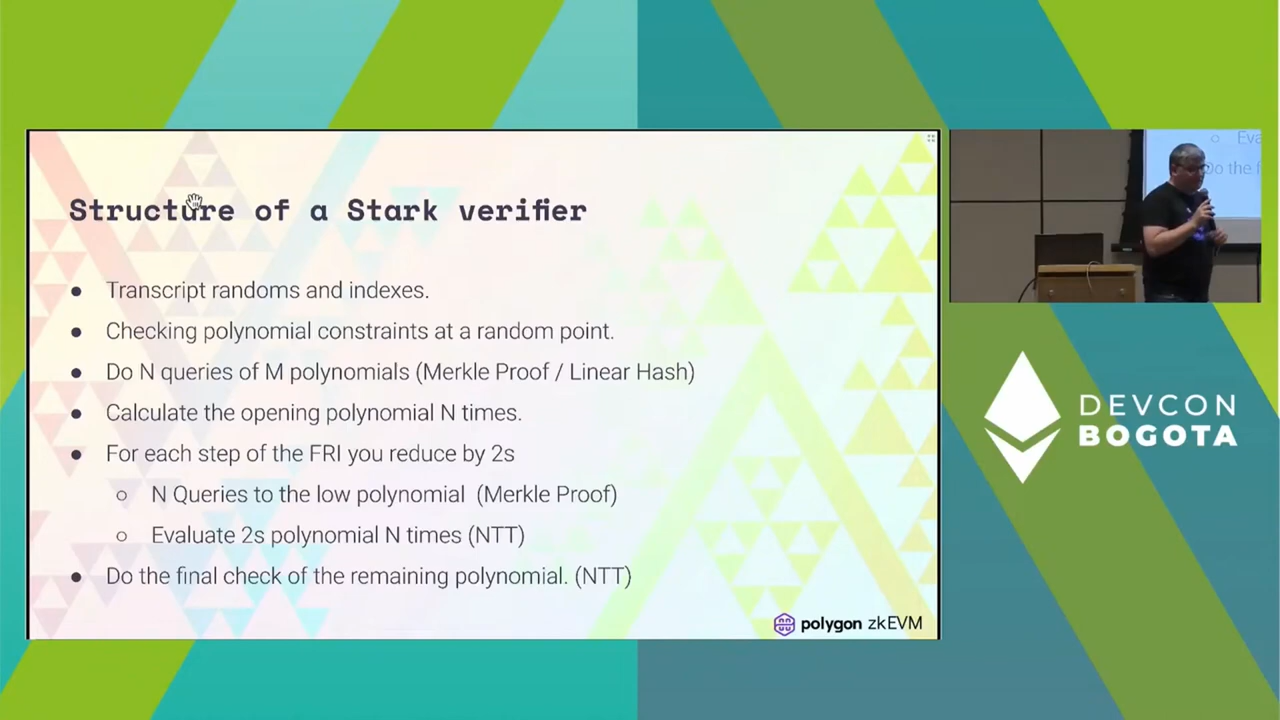 Structure of a Stark verifier
● Transcript randoms and indexes.
● Checking polynomial constraints at a random point.
● Do N queries of M polynomials (Merkle Proof / Linear Hash)
● Calculate the opening polynomial N times.
● For each step of the FRI you reduce by 2s
○ N Queries to the low polynomial (Merkle Proof)
○ Evaluate 2s polynomial N times (NTT)
● Do the final check of the remaining polynomial. (NTT)
polygon zkEVM
○ Eva
Do the f
DEVCON
BOGOTA